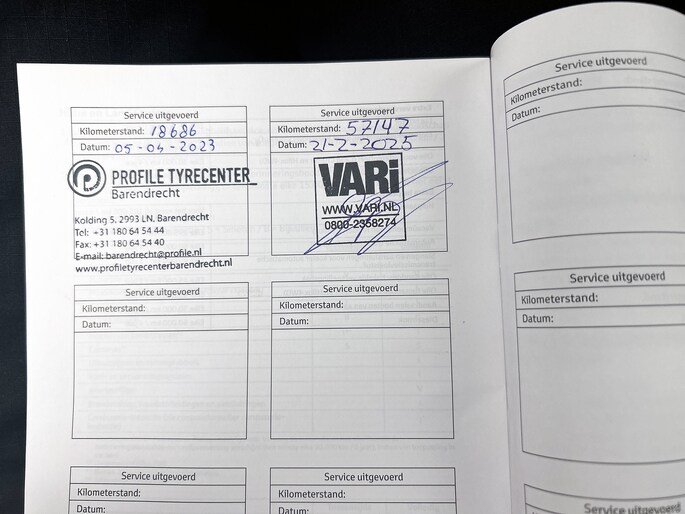 Service uitgevoerd
Kilometerstand: 18686
Datum: 05-04-2023
PROFILE TYRECENTER
Barendrecht
Kolding 5, 2993 LN, Barendrecht
Tel: +31 180 64 54 44
Fax: +31 180 64 54 40
E-mail: barendrecht@profile.nl
www.profiletyrecenterbarendrecht.nl
Service uitgevoerd
Kilometerstand: 57147
Datum: 21-2-2025
VARi
WWW.VARI.NL
0800-2358274
Service uitgevoerd
Kilometerstand:
Datum:
Service uitgevoerd
Kilometerstand:
Datum:
Service uitgevoerd
Kilometerstand:
Datum:
Service uitgevoerd
Kilometerstand:
Datum:
Service uitgevoerd
Kilometerstand:
Datum:
Service uitgevoerd
Kilometerstand:
Datum:
Service uitgevoerd